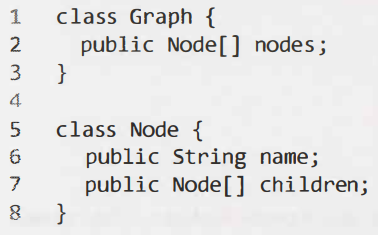 1 class Graph {
2 public Node[] nodes;
3 }
4
5 class Node {
6 public String name;
7 public Node[] children;
8 }